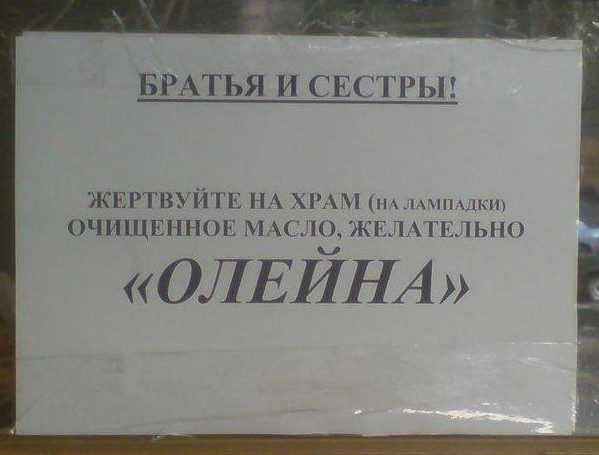 БРАТЬЯ И СЕСТРЫ!
ЖЕРТВУЙТЕ НА ХРАМ (НА ЛАМПАДКИ)
ОЧИЩЕННОЕ МАСЛО, ЖЕЛАТЕЛЬНО
«ОЛЕЙНА»